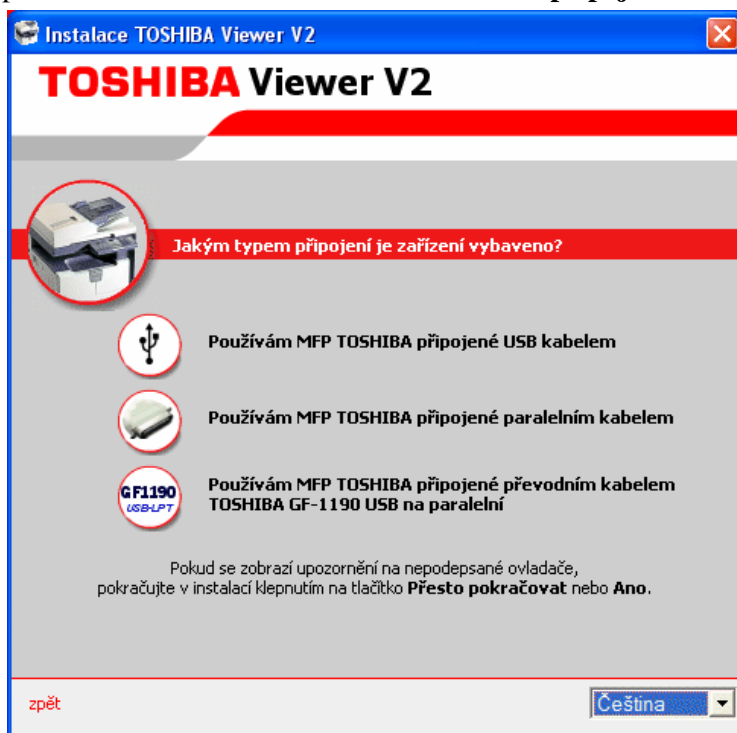 Instalace TOSHIBA Viewer V2
TOSHIBA Viewer V2
Jakým typem připojení je zařízení vybaveno?
Používám MFP TOSHIBA připojené USB kabelem
Používám MFP TOSHIBA připojené paralelním kabelem
GF1190
USB-LPT
Používám MFP TOSHIBA připojené převodním kabelem
TOSHIBA GF-1190 USB na paralelní
Pokud se zobrazí upozornění na nepodepsané ovladače,
pokračujte v instalací klepnutím na tlačítko Přesto pokračovat nebo Ano.
zpět
Čeština